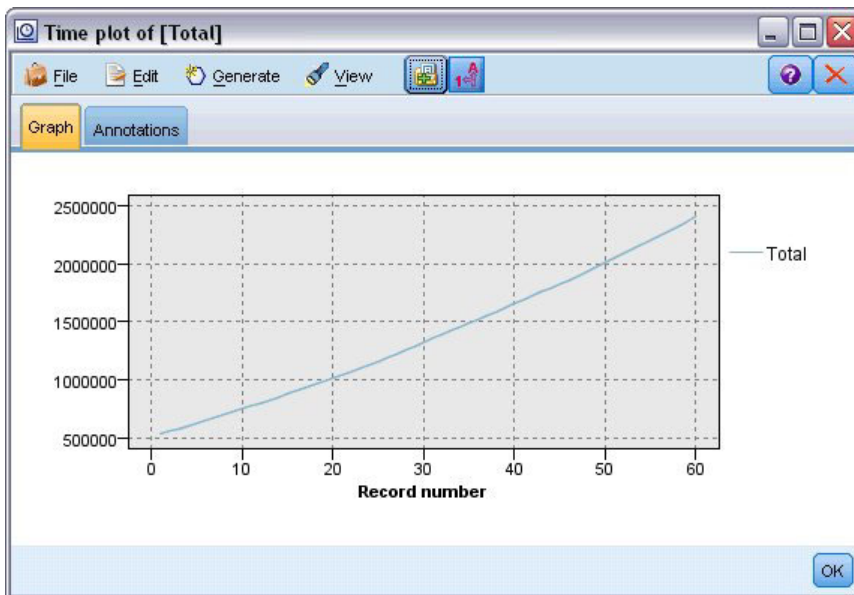 Time plot of [Total]
File Edit Generate View
Graph Annotations
2500000
2000000
1500000
1000000
500000
0 10 20 30 40 50 60
Record number
Total
OK